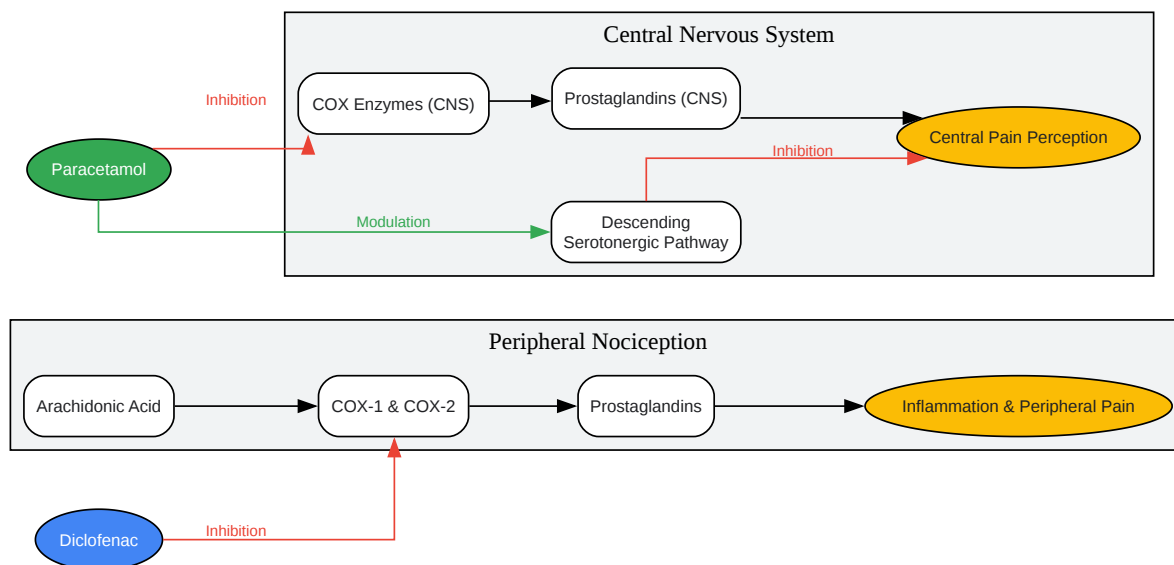 Central Nervous System
Inhibition
COX Enzymes (CNS)
Prostaglandins (CNS)
Central Pain Perception
Paracetamol
Inhibition
Modulation
Descending
Serotonergic Pathway
Peripheral Nociception
Arachidonic Acid
COX-1 & COX-2
Prostaglandins
Inflammation & Peripheral Pain
Diclofenac
Inhibition